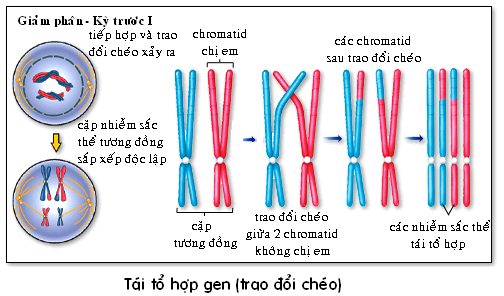 Giảm phân - Kỳ trước I
tiếp hợp và trao
đổi chéo xảy ra
chromatid
chị em
các chromatid
sau trao đổi chéo
cặp nhiễm sắc
thể tương đồng
sắp xếp độc lập
cặp
tương đồng
trao đổi chéo
giữa 2 chromatid
không chị em
các nhiễm sắc thể
tái tổ hợp
Tái tổ hợp gen (trao đổi chéo)